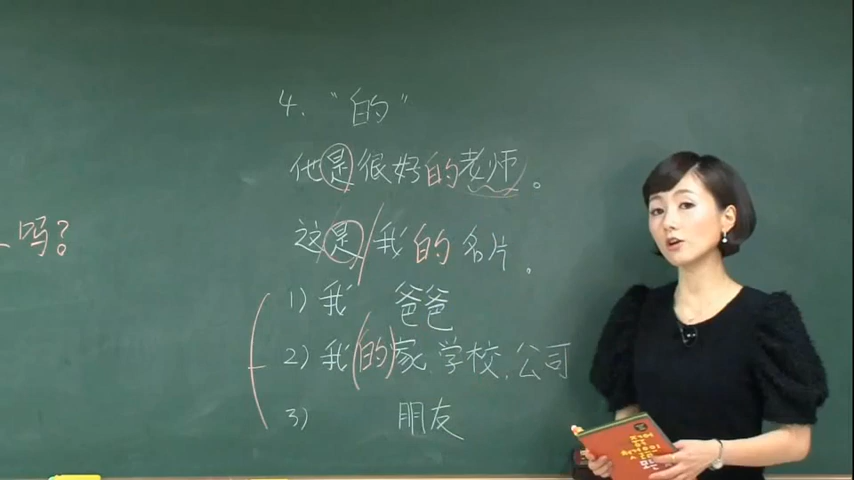 4. “的”
他是很好的老师。
吗？
这是/我的名片。
1) 我 爸爸
2) 我(的)家、学校、公司
3) 朋友